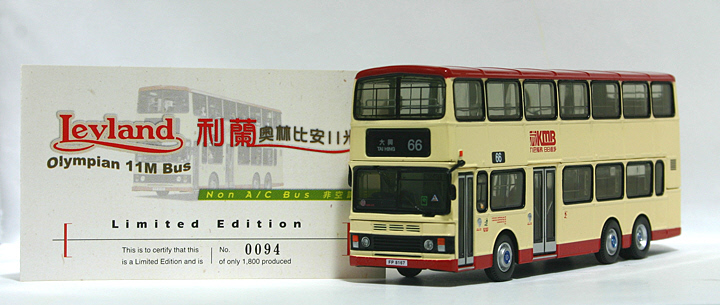 Leyland
Olympian 11M Bus
利蘭奧林比安11米
Non A/C Bus 非空
Limited Edition
This is to certify that this
is a Limited Edition and is
No. 0094
of only 1,800 produced
大興
TAI HING
66
66
KMB
FP 8167